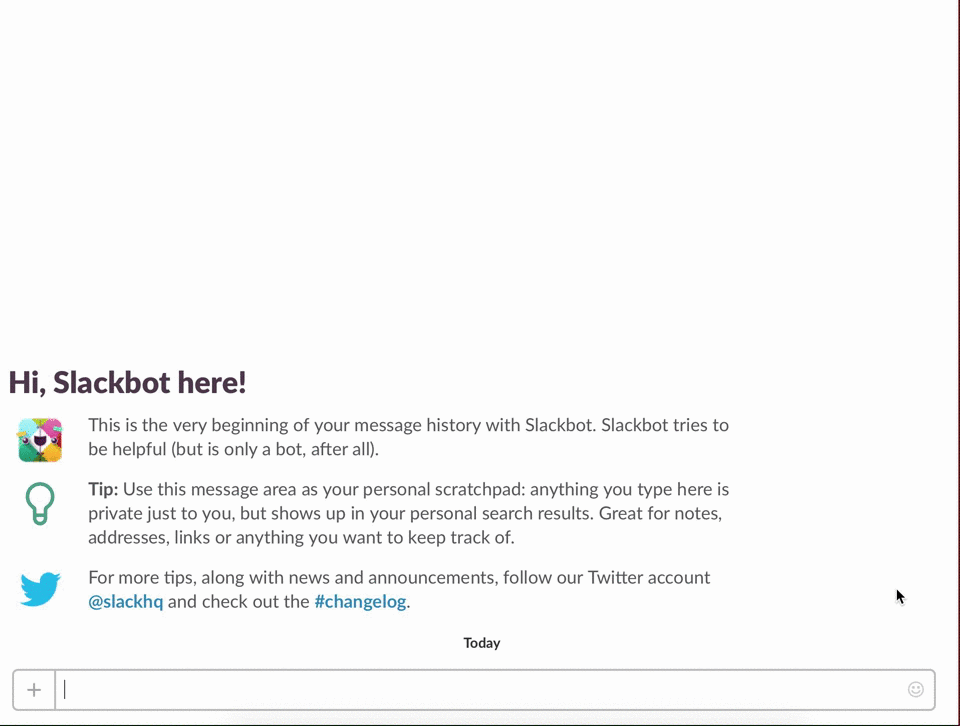 Hi, Slackbot here!
This is the very beginning of your message history with Slackbot. Slackbot tries to
be helpful (but is only a bot, after all).
Tip: Use this message area as your personal scratchpad: anything you type here is
private just to you, but shows up in your personal search results. Great for notes,
addresses, links or anything you want to keep track of.
For more tips, along with news and announcements, follow our Twitter account
@slackhq and check out the #changelog.
Today